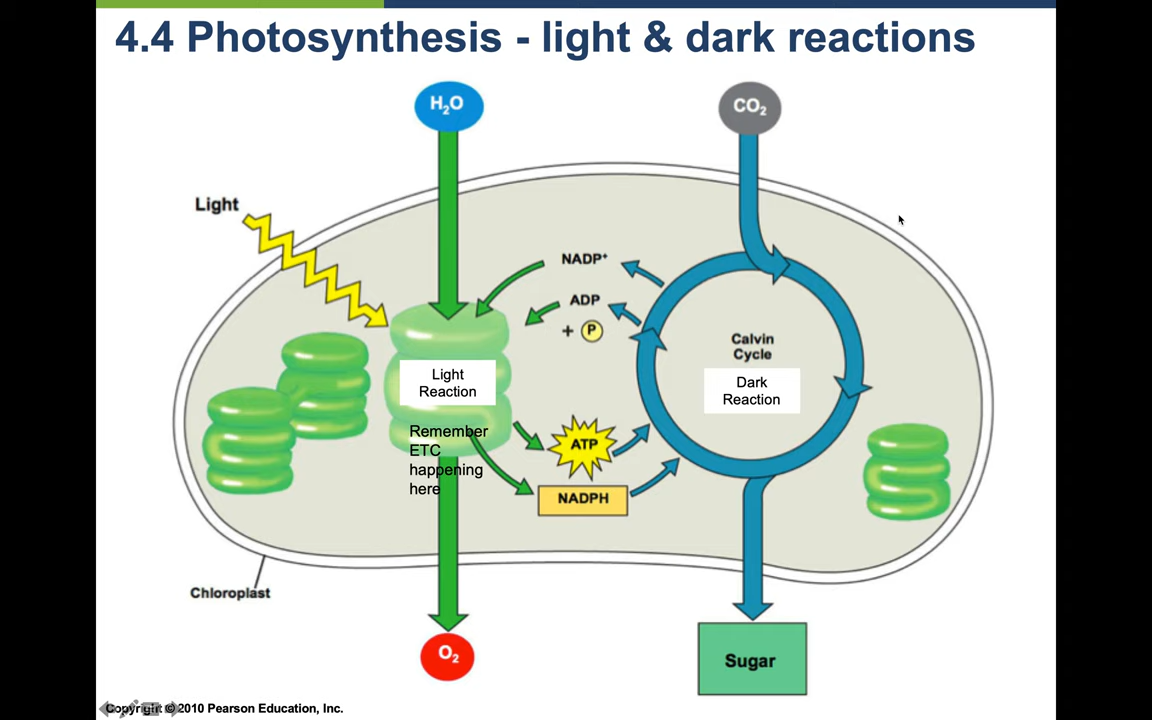 4.4 Photosynthesis - light & dark reactions
H₂O
CO₂
Light
NADP⁺
ADP
+ P
Calvin
Cycle
Light
Reaction
Dark
Reaction
Remember
ETC
happening
here
ATP
NADPH
Chloroplast
O₂
Sugar
Copyright © 2010 Pearson Education, Inc.